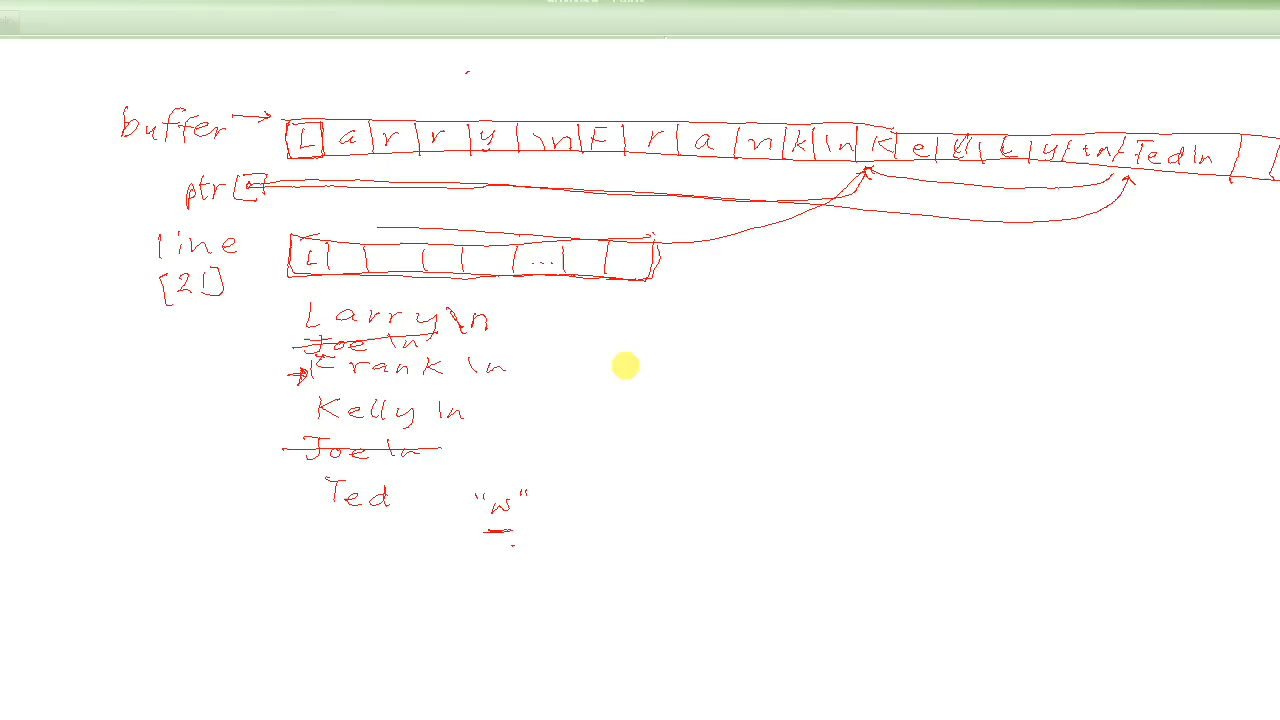 buffer → L a r r y \n F r a n k \n K e l l y \n Ted\n
ptr
line L ...
[21]
Larry\n
Joe \n
Frank \n
Kelly \n
Joe \n
Ted "w"